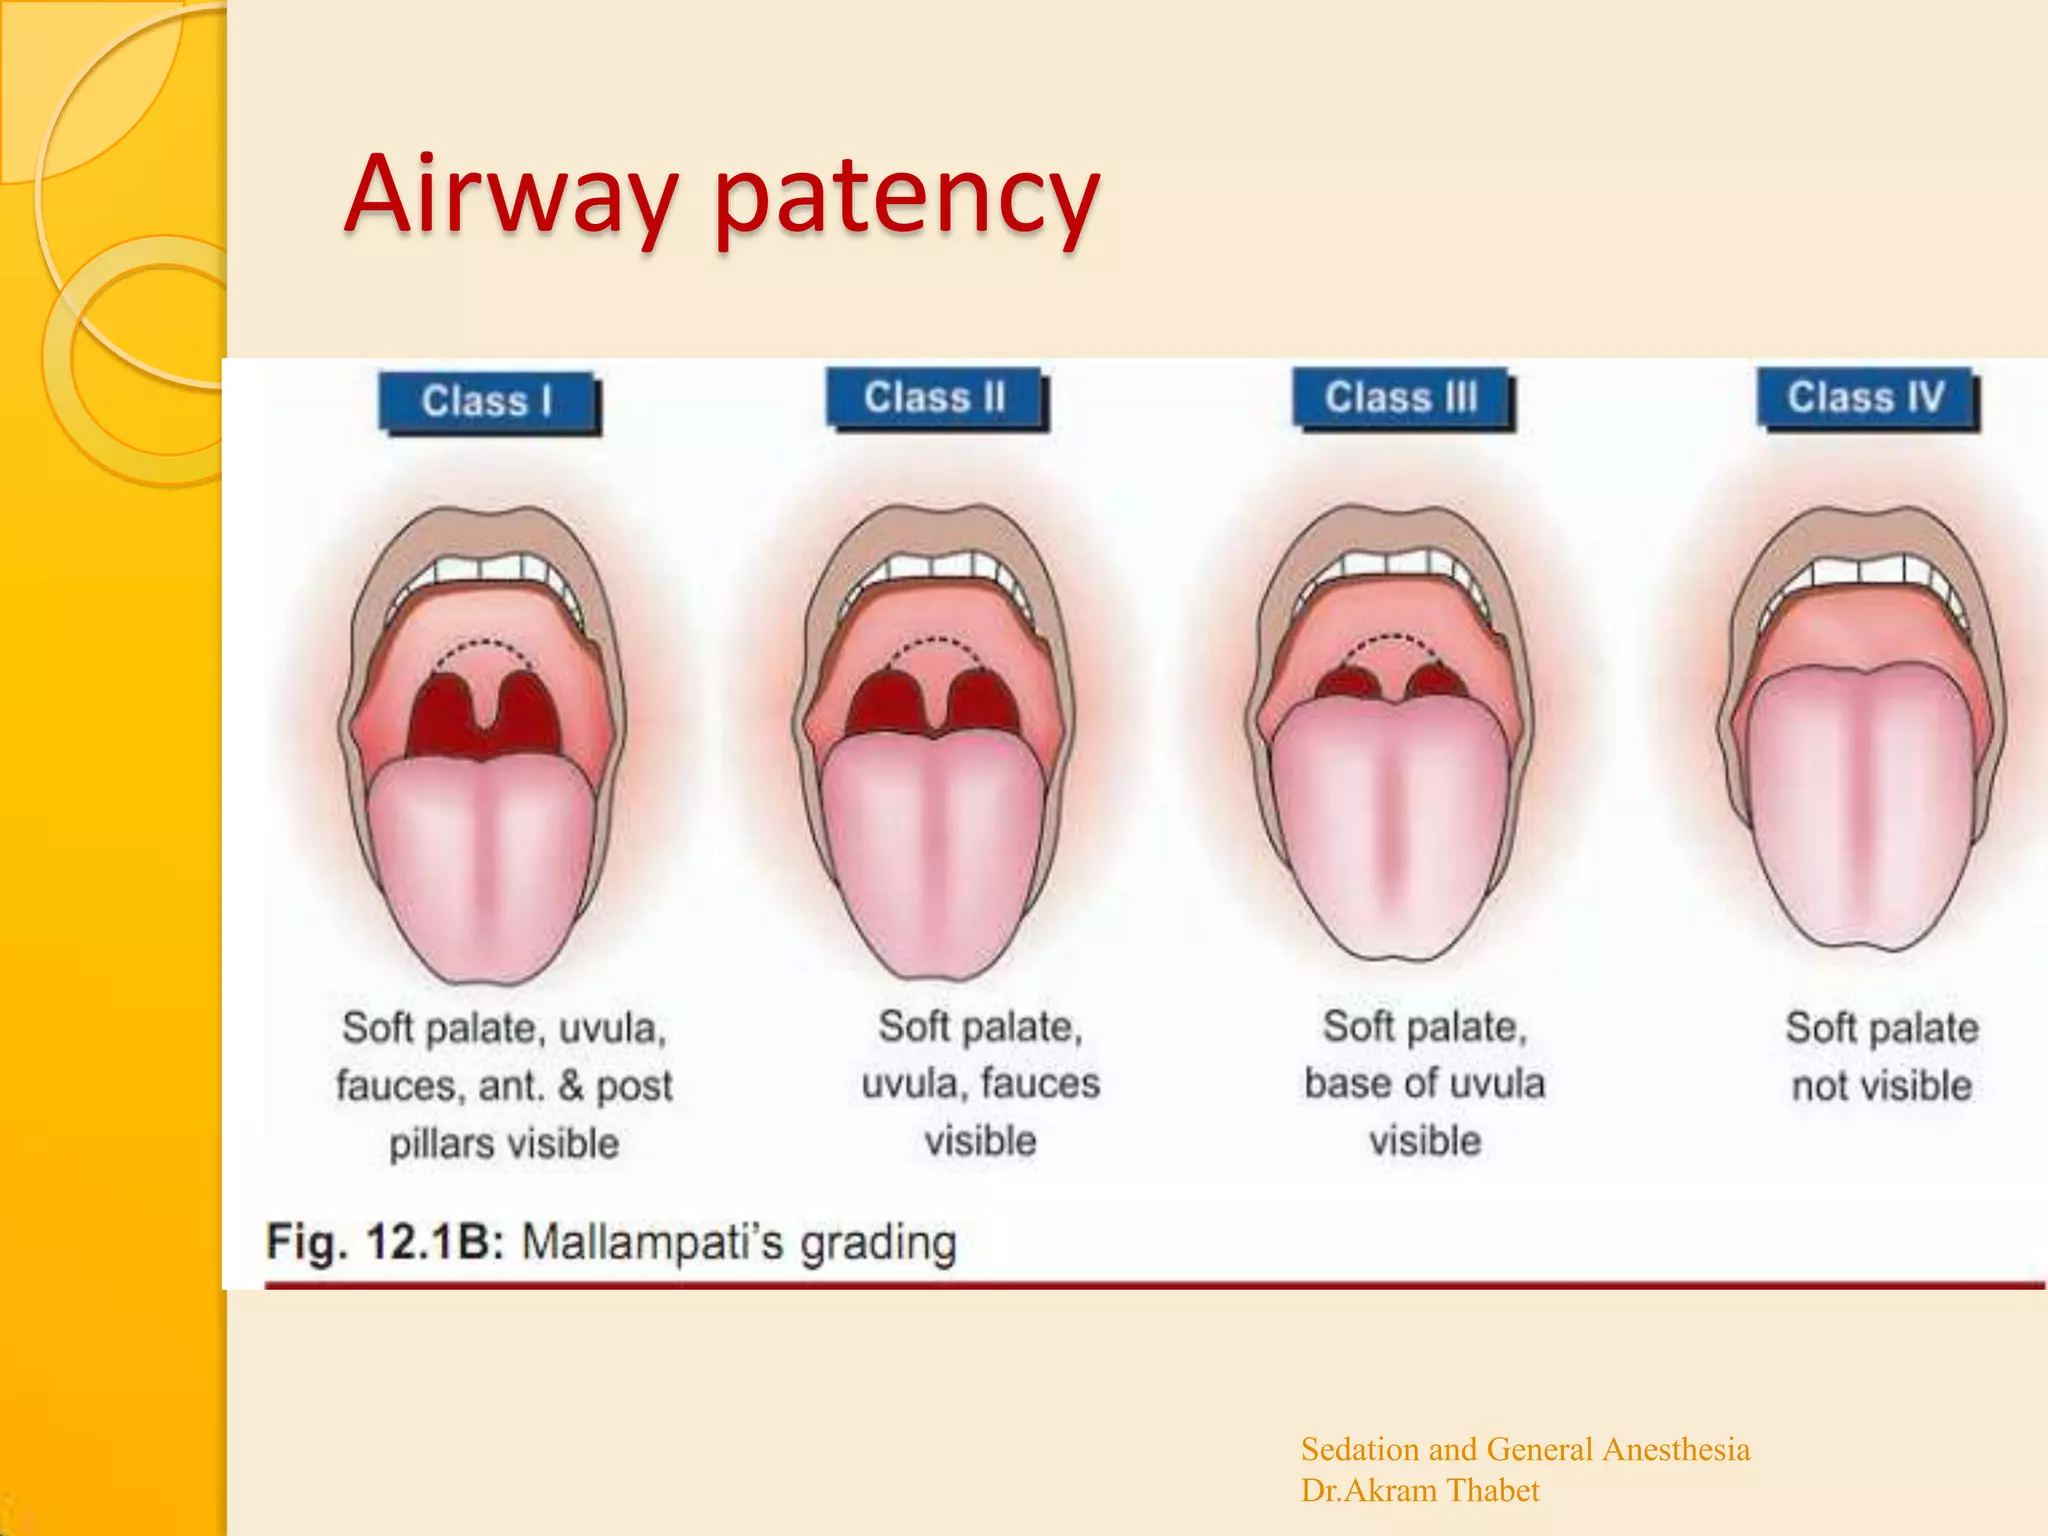 Airway patency
Class I
Class II
Class III
Class IV
Soft palate, uvula,
fauces, ant. & post
pillars visible
Soft palate,
uvula, fauces
visible
Soft palate,
base of uvula
visible
Soft palate
not visible
Fig. 12.1B: Mallampati's grading
Sedation and General Anesthesia
Dr.Akram Thabet